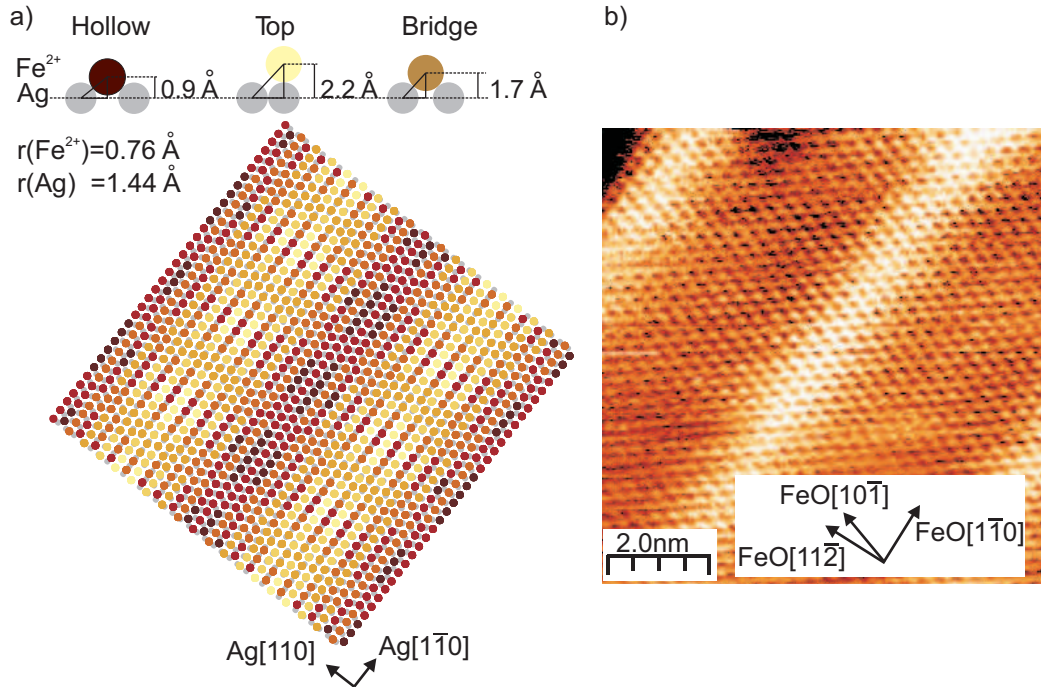 a)
Hollow Top Bridge
Fe²⁺
Ag
0.9 Å
2.2 Å
1.7 Å
r(Fe²⁺)=0.76 Å
r(Ag) =1.44 Å
Ag[110]
Ag[11̅0]
b)
2.0nm
FeO[101̅]
FeO[112̅]
FeO[11̅0]